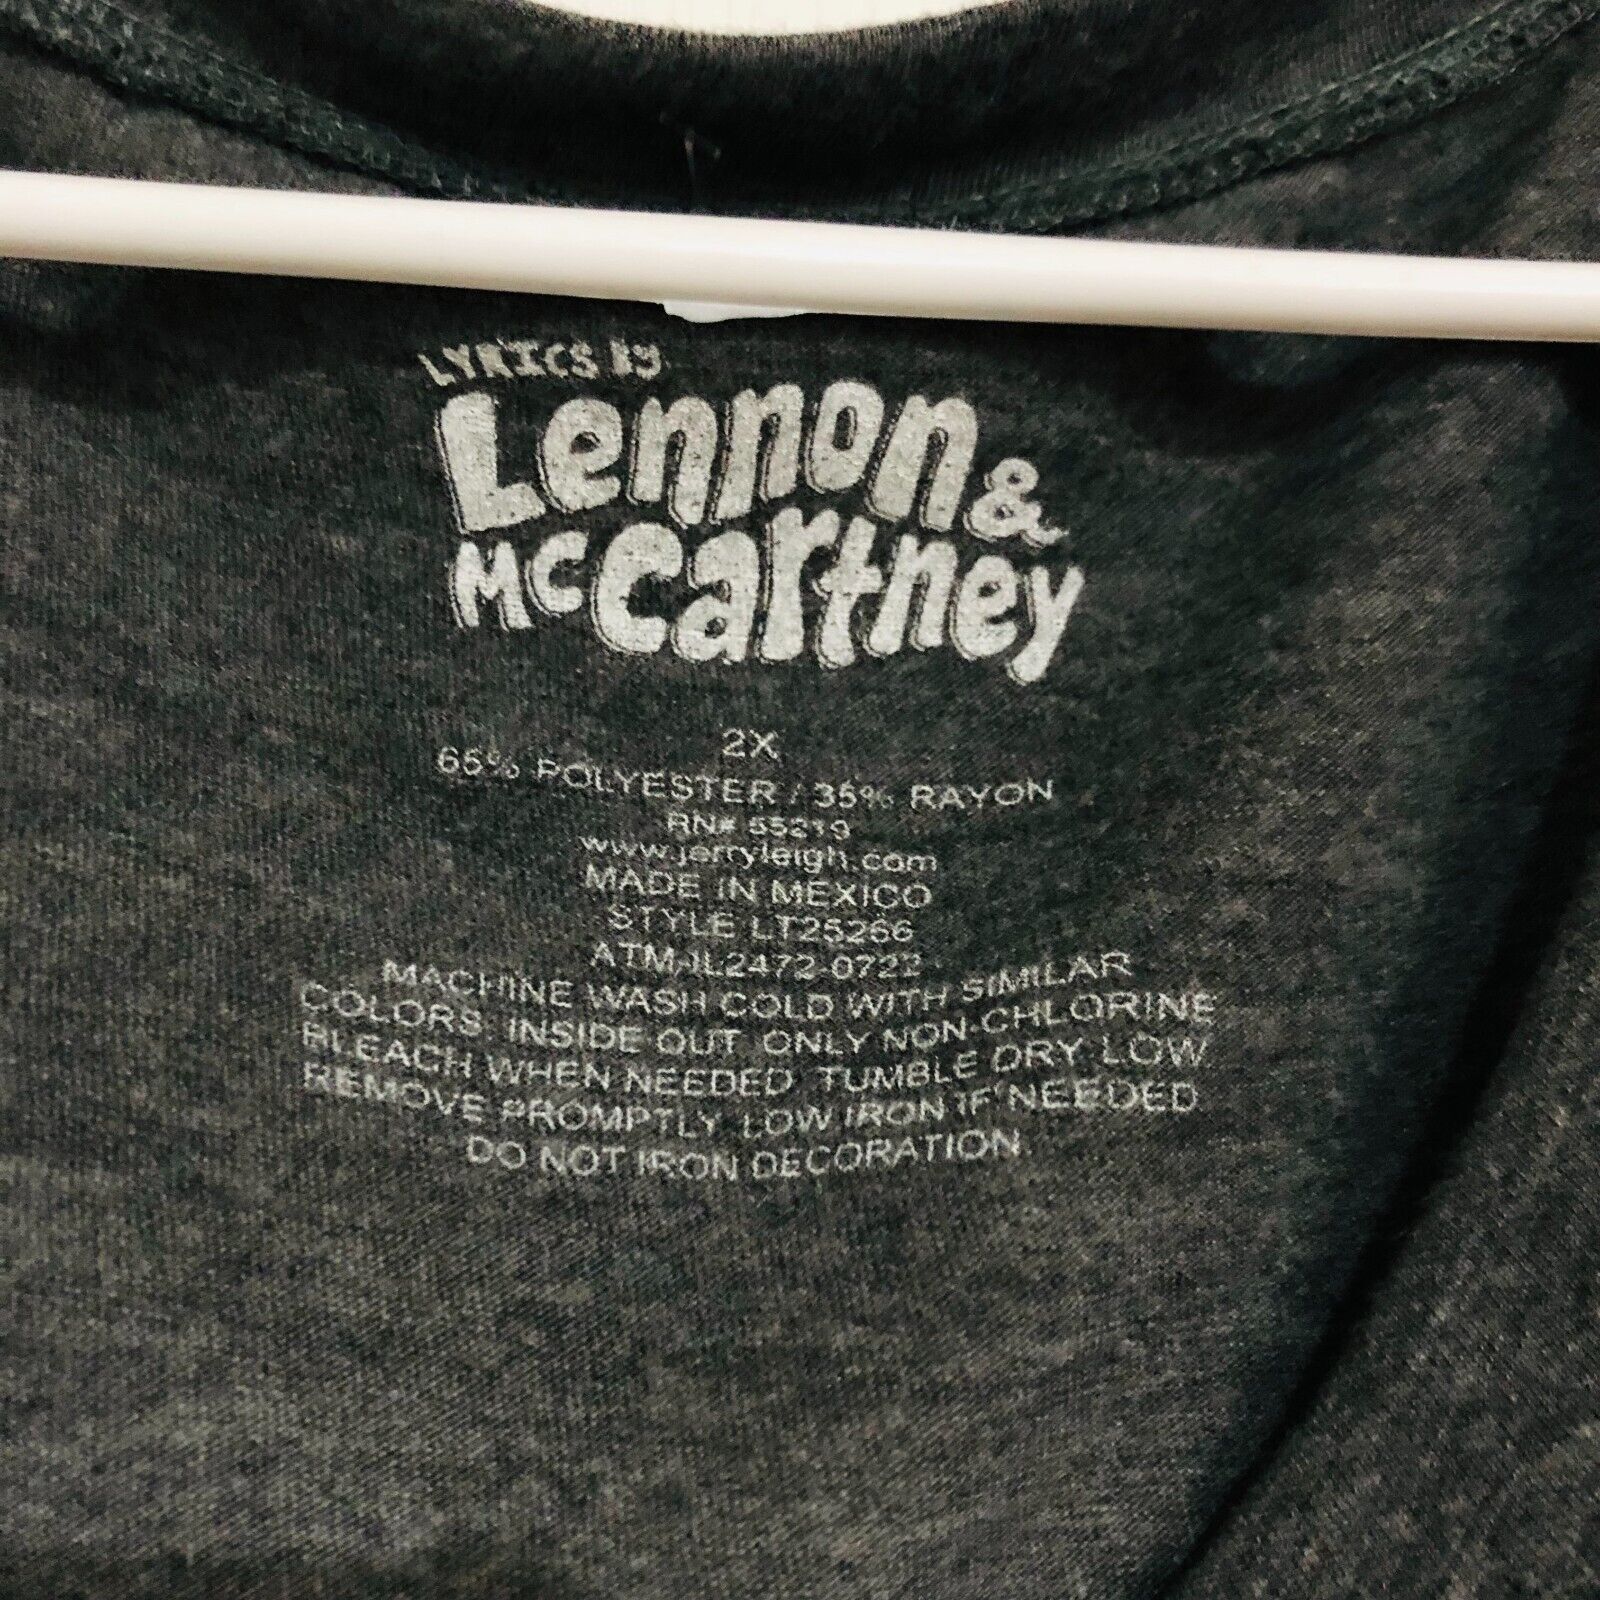 LYRICS BY
Lennon &
McCartney
2X
65% POLYESTER / 35% RAYON
RN# 55219
www.jerryleigh.com
MADE IN MEXICO
STYLE LT25266
ATMJL2472-0722
MACHINE WASH COLD WITH SIMILAR
COLORS. INSIDE OUT. ONLY NON-CHLORINE
BLEACH WHEN NEEDED. TUMBLE DRY LOW.
REMOVE PROMPTLY. LOW IRON IF NEEDED
DO NOT IRON DECORATION.